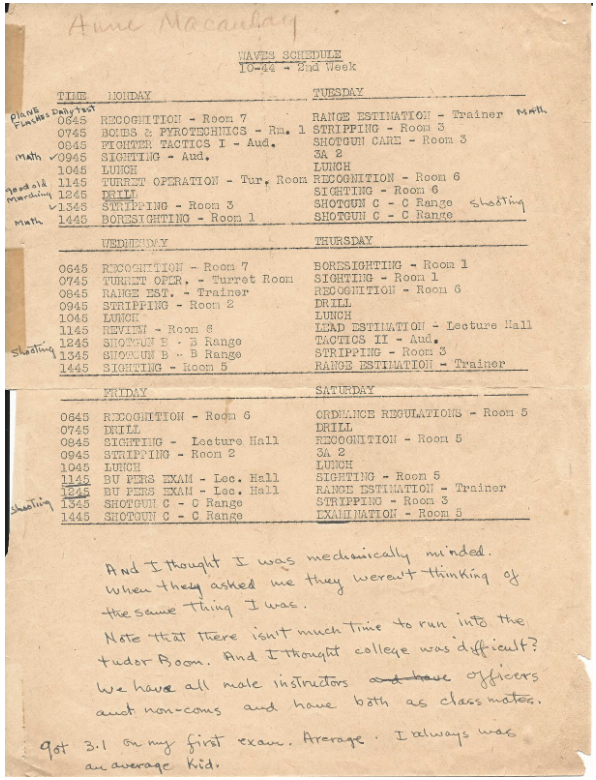 Anne Macaulay
WAVES SCHEDULE
10-44 - 2nd Week
TIME MONDAY TUESDAY
PLANE FLASHES Daily test
0645 RECOGNITION - Room 7 RANGE ESTIMATION - Trainer Math
0745 BOMBS & PYROTECHNICS - Rm. 1 STRIPPING - Room 3
0845 FIGHTER TACTICS I - Aud. SHOTGUN CARE - Room 3
Math ✓0945 SIGHTING - Aud. 3A 2
1045 LUNCH LUNCH
1145 TURRET OPERATION - Tur. Room RECOGNITION - Room 6
Good old Marching 1245 DRILL SIGHTING - Room 6
✓1345 STRIPPING - Room 3 SHOTGUN C - C Range Shooting
Math 1445 BORESIGHTING - Room 1 SHOTGUN C - C Range
WEDNESDAY THURSDAY
0645 RECOGNITION - Room 7 BORESIGHTING - Room 1
0745 TURRET OPER. - Turret Room SIGHTING - Room 1
0845 RANGE EST. - Trainer RECOGNITION - Room 6
0945 STRIPPING - Room 2 DRILL
1045 LUNCH LUNCH
1145 REVIEW - Room 6 LEAD ESTIMATION - Lecture Hall
1245 SHOTGUN B - B Range TACTICS II - Aud.
Shooting 1345 SHOTGUN B - B Range STRIPPING - Room 3
1445 SIGHTING - Room 5 RANGE ESTIMATION - Trainer
FRIDAY SATURDAY
0645 RECOGNITION - Room 6 ORDNANCE REGULATIONS - Room 5
0745 DRILL DRILL
0845 SIGHTING - Lecture Hall RECOGNITION - Room 5
0945 STRIPPING - Room 2 3A 2
1045 LUNCH LUNCH
1145 BU PERS EXAM - Lec. Hall SIGHTING - Room 5
1245 BU PERS EXAM - Lec. Hall RANGE ESTIMATION - Trainer
Shooting 1345 SHOTGUN C - C Range STRIPPING - Room 3
1445 SHOTGUN C - C Range EXAMINATION - Room 5
And I thought I was mechanically minded.
When they asked me they weren't thinking of
the same thing I was.
Note that there isn't much time to run into the
tudor Room. And I thought college was difficult?
We have all male instructors and have officers
and non-coms and have both as classmates.
got 3.1 on my first exam. Average. I always was
an average kid.